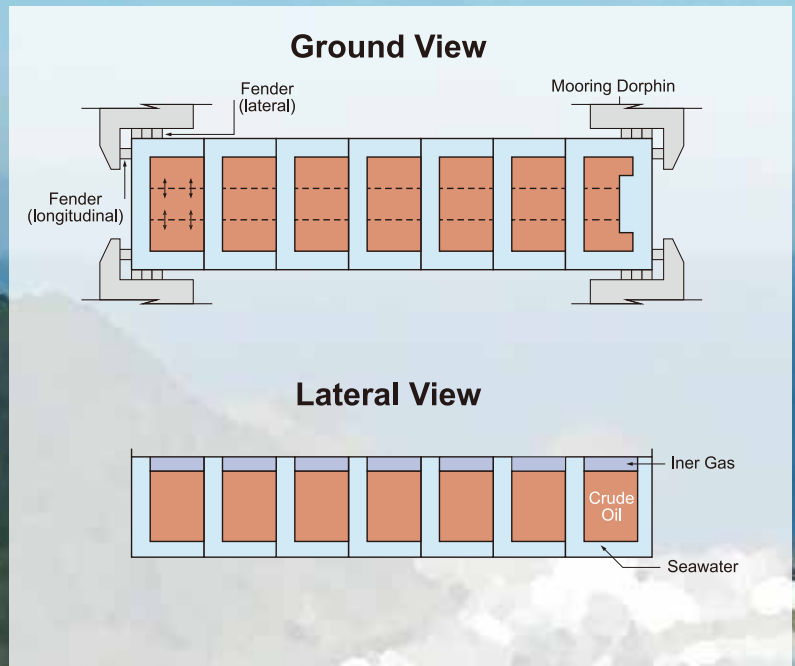 Ground View
Fender
(lateral)
Mooring Dorphin
Fender
(longitudinal)
Lateral View
Iner Gas
Crude
Oil
Seawater